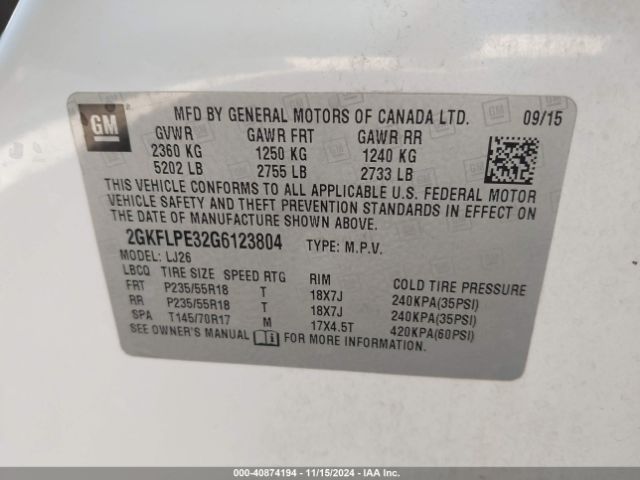 GM
MFD BY GENERAL MOTORS OF CANADA LTD. 09/15
GVWR GAWR FRT GAWR RR
2360 KG 1250 KG 1240 KG
5202 LB 2755 LB 2733 LB
THIS VEHICLE CONFORMS TO ALL APPLICABLE U.S. FEDERAL MOTOR
VEHICLE SAFETY AND THEFT PREVENTION STANDARDS IN EFFECT ON
THE DATE OF MANUFACTURE SHOWN ABOVE.
2GKFLPE32G6123804 TYPE: M.P.V.
MODEL: LJ26
LBCQ TIRE SIZE SPEED RTG RIM COLD TIRE PRESSURE
FRT P235/55R18 T 18X7J 240KPA(35PSI)
RR P235/55R18 T 18X7J 240KPA(35PSI)
SPA T145/70R17 M 17X4.5T 420KPA(60PSI)
SEE OWNER'S MANUAL FOR MORE INFORMATION.
000-40874194 - 11/15/2024 - IAAI.com